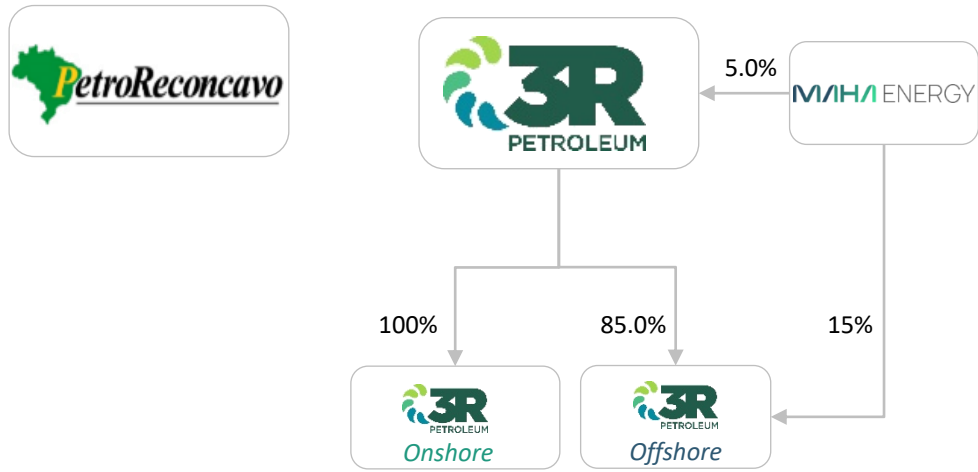 PetroReconcavo
3R
PETROLEUM
5.0%
MAHA ENERGY
100%
85.0%
15%
3R
PETROLEUM
Onshore
3R
PETROLEUM
Offshore